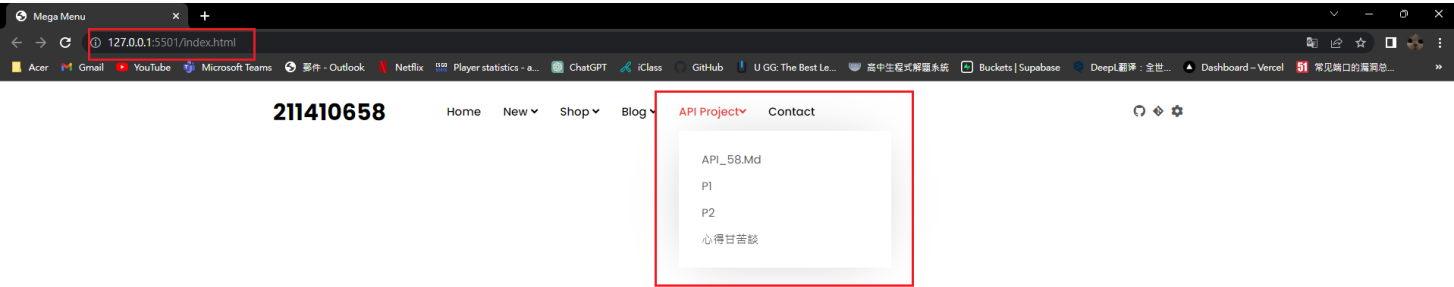 Mega Menu
127.0.0.1:5501/index.html
Acer Gmail YouTube Microsoft Teams 郵件 - Outlook Netflix Player statistics - a... ChatGPT iClass GitHub U GG: The Best Le... 高中生程式解題系統 Buckets | Supabase DeepL翻译：全世... Dashboard – Vercel 51 常见端口的漏洞总... »
211410658 Home New Shop Blog API Project Contact
API_58.Md
P1
P2
心得甘苦談